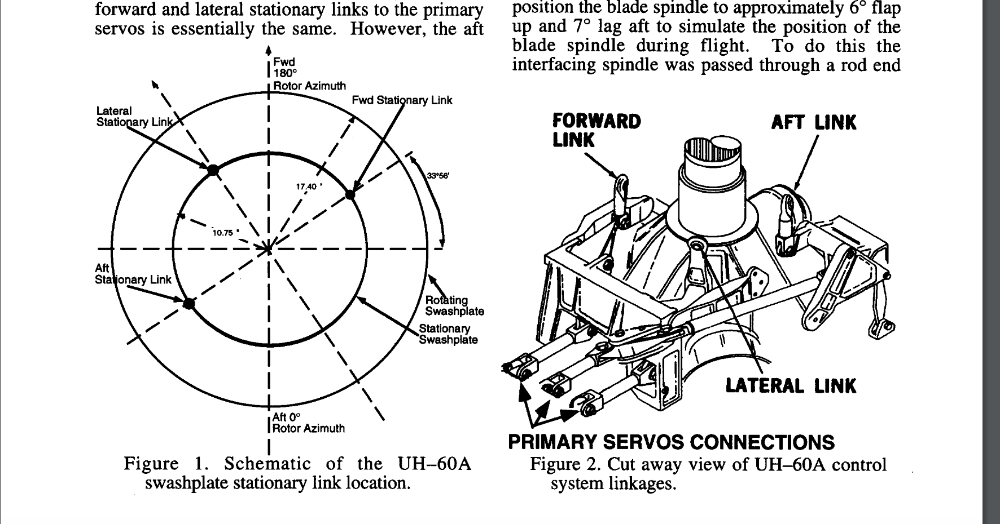 forward and lateral stationary links to the primary
servos is essentially the same. However, the aft
Fwd
180°
Rotor Azimuth
Fwd Stationary Link
Lateral
Stationary Link
33°56'
17.40 "
10.75 "
Aft
Stationary Link
Rotating
Swashplate
Stationary
Swashplate
Aft 0°
Rotor Azimuth
Figure 1. Schematic of the UH–60A
swashplate stationary link location.
position the blade spindle to approximately 6° flap
up and 7° lag aft to simulate the position of the
blade spindle during flight. To do this the
interfacing spindle was passed through a rod end
FORWARD
LINK
AFT LINK
LATERAL LINK
PRIMARY SERVOS CONNECTIONS
Figure 2. Cut away view of UH–60A control
system linkages.